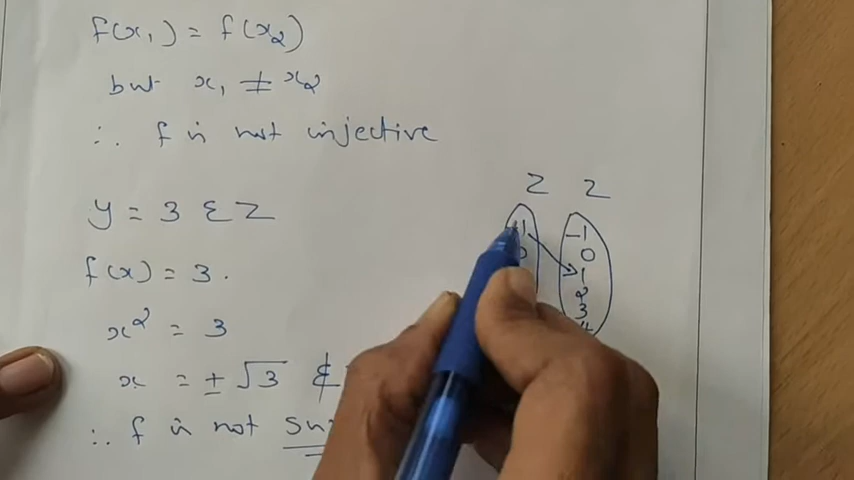 f(x₁) = f(x₂)
but x₁ ≠ x₂
∴ f is not injective
y = 3 ∈ Z
f(x) = 3.
x² = 3
x = ± √3 ∉
∴ f is not
Z Z
-1
0
1
2
3
4